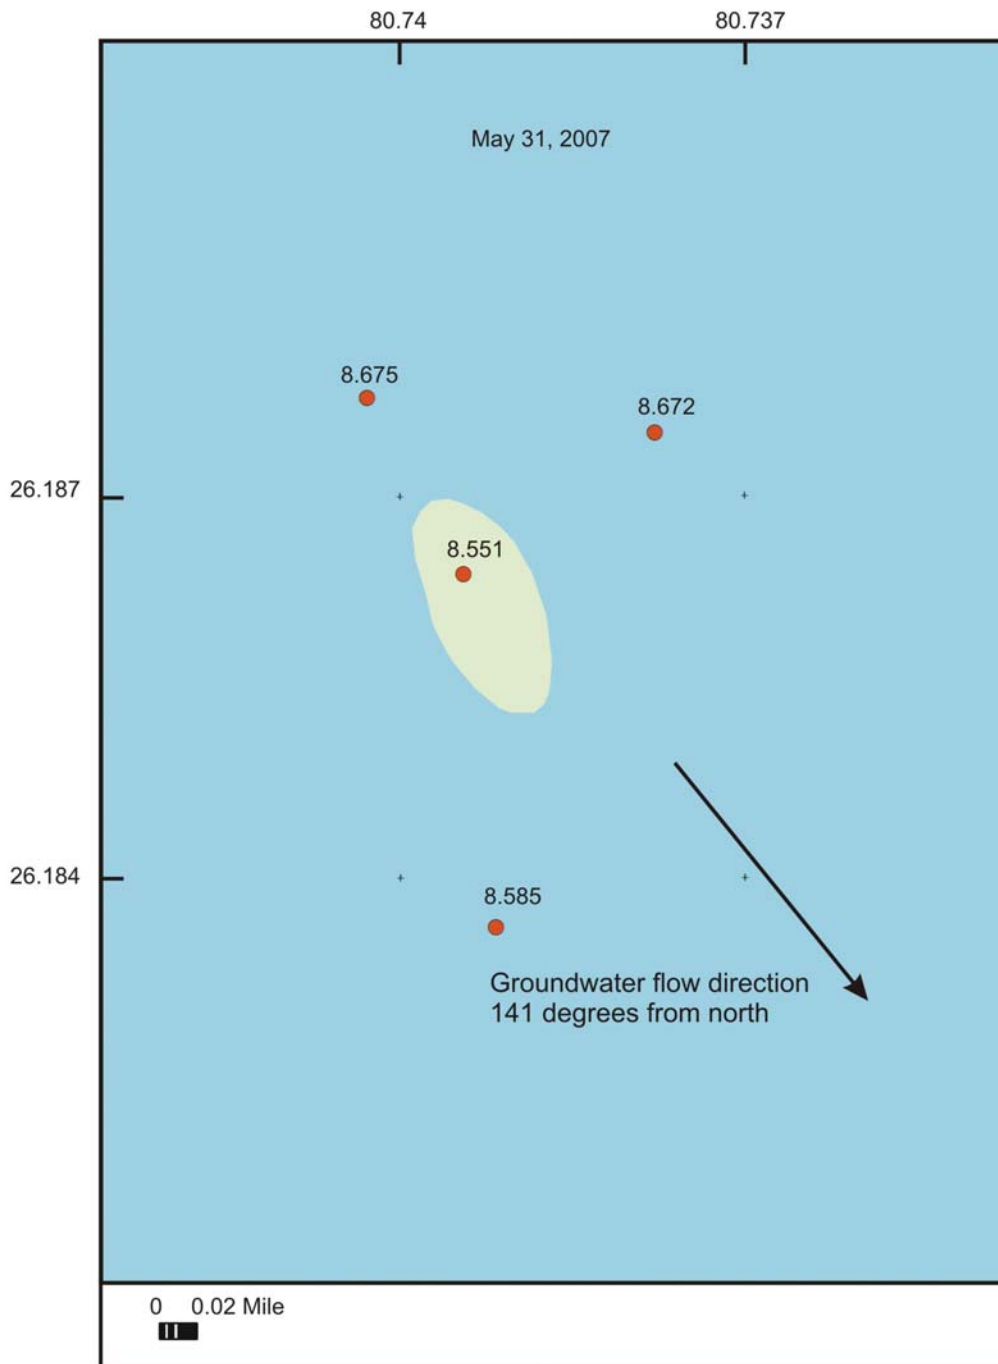 80.74 80.737
May 31, 2007
8.675
8.672
26.187
8.551
26.184
8.585
Groundwater flow direction
141 degrees from north
0 0.02 Mile